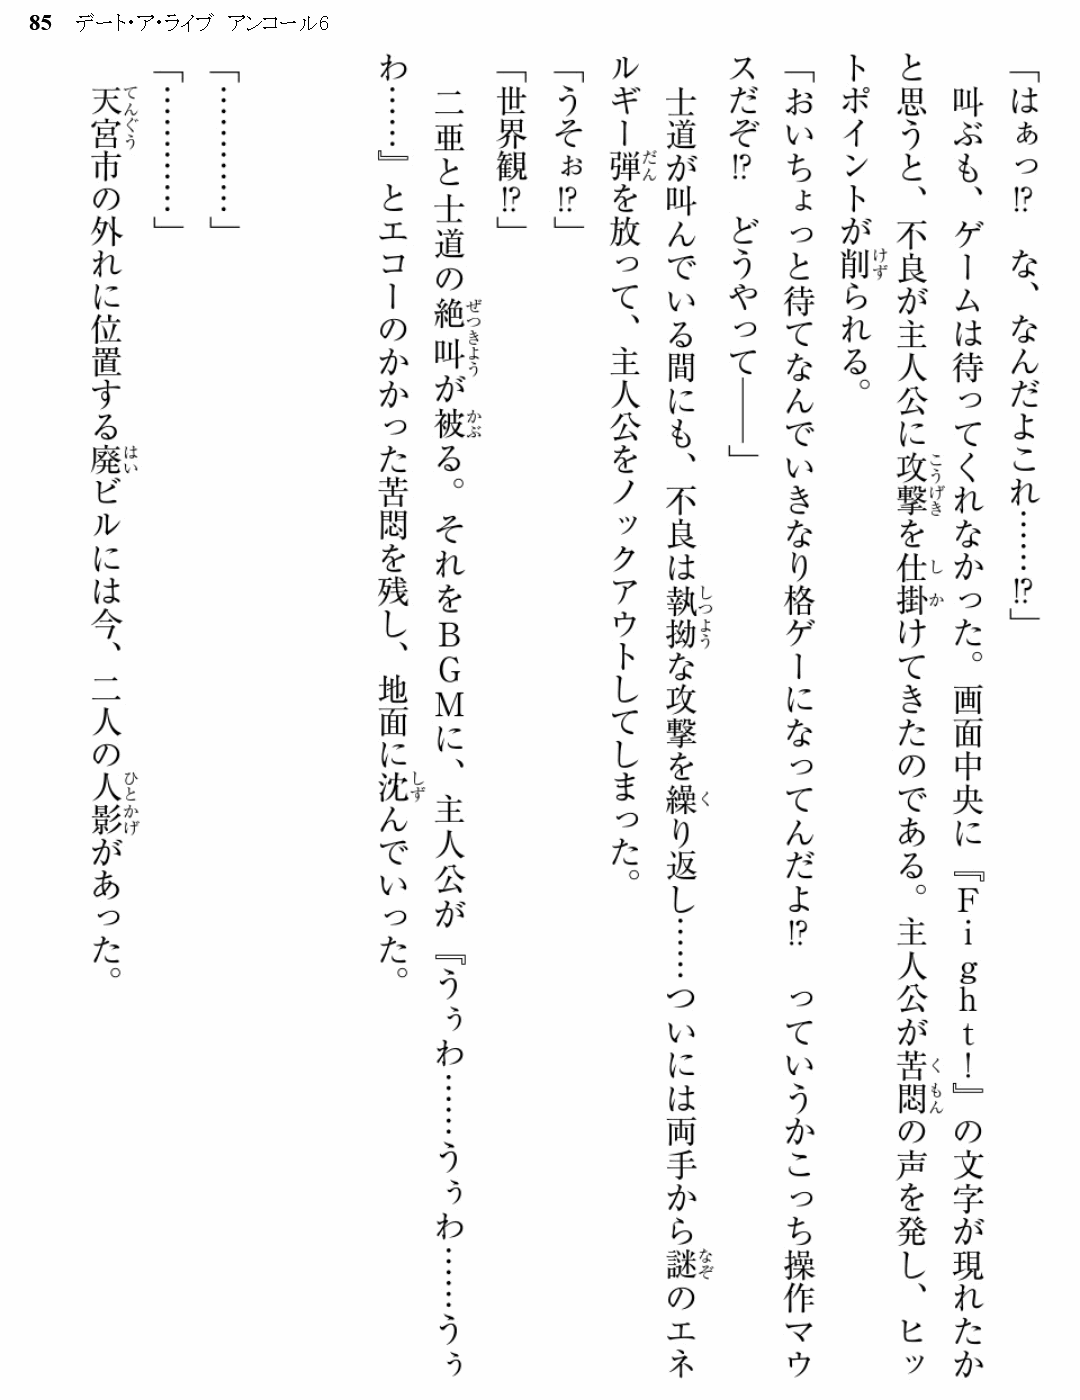 85 デート・ア・ライブ アンコール6
「はぁっ!? な、なんだよこれ……!?」
叫ぶも、ゲームは待ってくれなかった。画面中央に『Fight!』の文字が現れたか
と思うと、不良が主人公に攻撃を仕掛けてきたのである。主人公が苦悶の声を発し、ヒッ
トポイントが削られる。
「おいちょっと待てなんでいきなり格ゲーになってんだよ!? っていうかこっち操作マウ
スだぞ!? どうやって――」
士道が叫んでいる間にも、不良は執拗な攻撃を繰り返し……ついには両手から謎のエネ
ルギー弾を放って、主人公をノックアウトしてしまった。
「うそぉ!?」
「世界観!?」
二亜と士道の絶叫が被る。それをBGMに、主人公が『うぅわ……うぅわ……うぅ
わ……』とエコーのかかった苦悶を残し、地面に沈んでいった。
「…………」
「…………」
天宮市の外れに位置する廃ビルには今、二人の人影があった。